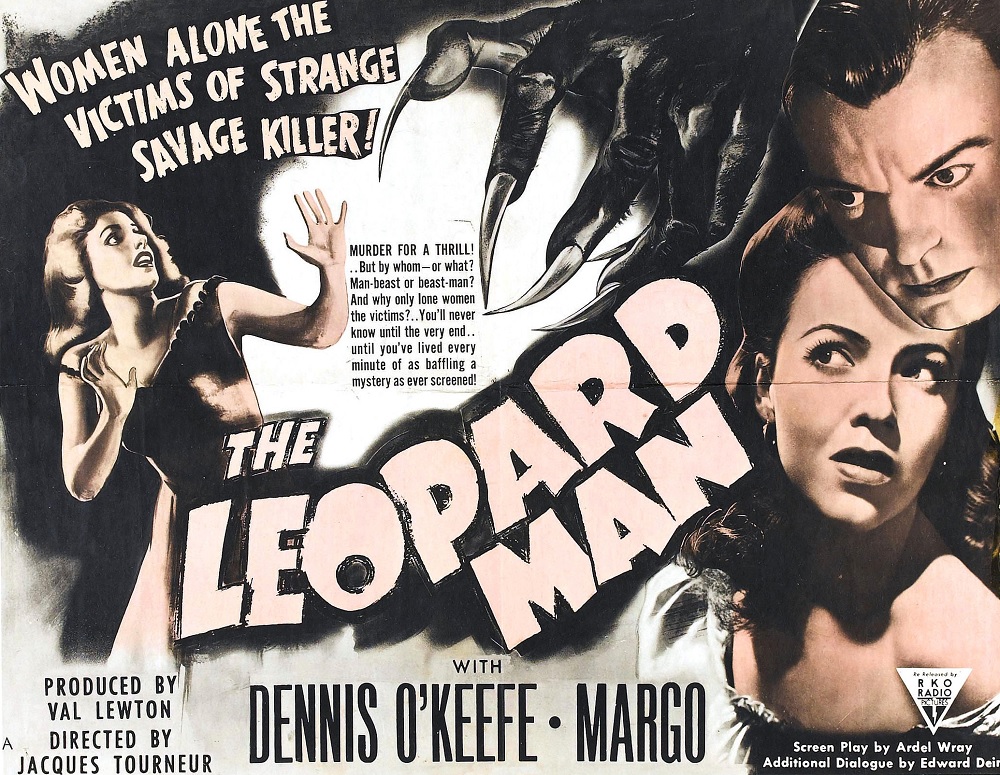 WOMEN ALONE THE
VICTIMS OF STRANGE
SAVAGE KILLER!
MURDER FOR A THRILL!
..But by whom—or what?
Man-beast or beast-man?
And why only lone women
the victims?..You'll never
know until the very end..
until you've lived every
minute of as baffling a
mystery as ever screened!
THE
LEOPARD
MAN
WITH
DENNIS O'KEEFE • MARGO
PRODUCED BY
VAL LEWTON
A
DIRECTED BY
JACQUES TOURNEUR
Re Released by
RKO
RADIO
PICTURES
Screen Play by Ardel Wray
Additional Dialogue by Edward Dein